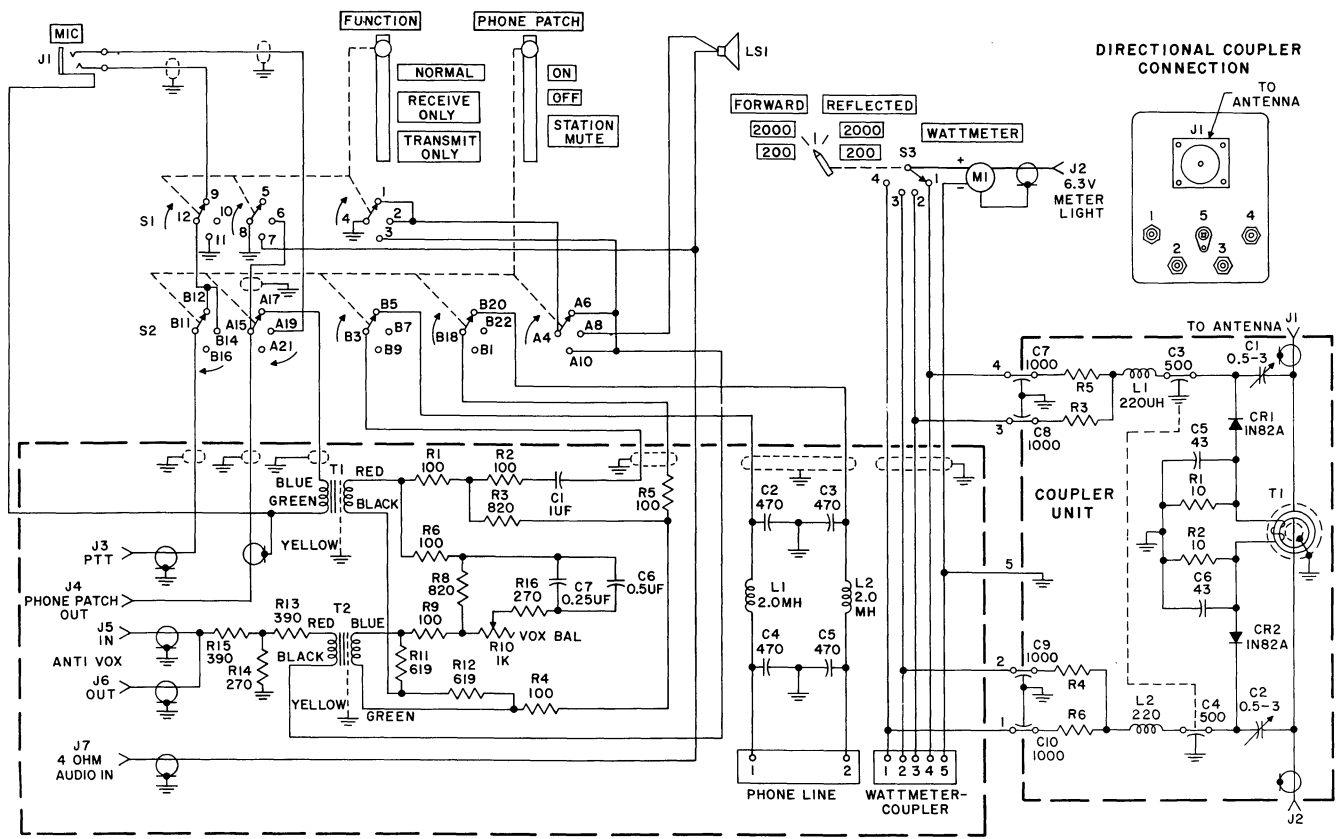 FUNCTION
PHONE PATCH
MIC
J1
LS1
NORMAL
RECEIVE
ONLY
TRANSMIT
ONLY
ON
OFF
STATION
MUTE
DIRECTIONAL COUPLER
CONNECTION
TO
ANTENNA
J1
1
5
4
2
3
FORWARD
REFLECTED
2000
200
2000
200
WATTMETER
S3
+
-
M1
J2
6.3V
METER
LIGHT
4
3
2
1
S1
9
12
10
11
5
8
6
7
1
4
2
3
S2
B12
B11
B14
B16
A17
A15
A19
A21
B5
B3
B7
B9
B20
B18
B22
B1
A6
A4
A8
A10
TO ANTENNA
J1
C7
1000
4
R5
L1
220UH
C3
500
C1
0.5-3
R3
3
C8
1000
CR1
1N82A
C5
43
R1
10
COUPLER
UNIT
T1
R2
10
C6
43
5
CR2
1N82A
2
C9
1000
R4
L2
220
C4
500
C2
0.5-3
1
R6
C10
1000
J2
T1
RED
BLUE
GREEN
BLACK
YELLOW
R1
100
R2
100
R3
820
C1
1UF
R5
100
R6
100
R8
820
R16
270
C7
0.25UF
C6
0.5UF
R9
100
R10
1K
VOX BAL
J3
PTT
J4
PHONE PATCH
OUT
J5
IN
ANTI VOX
J6
OUT
R15
390
R13
390
R14
270
T2
RED
BLUE
BLACK
YELLOW
GREEN
R11
619
R12
619
R4
100
J7
4 OHM
AUDIO IN
C2
470
C3
470
L1
2.0MH
L2
2.0
MH
C4
470
C5
470
1
2
PHONE LINE
1
2
3
4
5
WATTMETER-
COUPLER